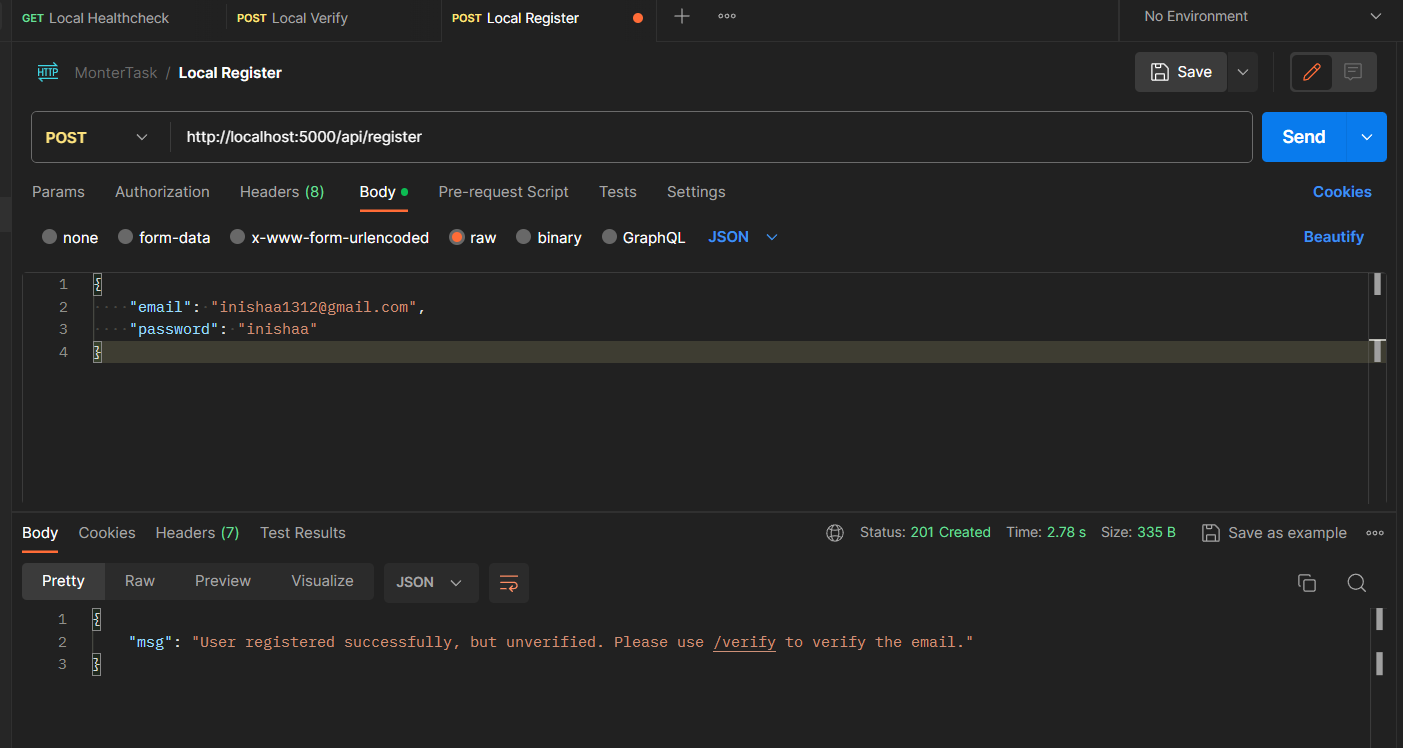 GET Local Healthcheck POST Local Verify POST Local Register No Environment
HTTP MonterTask / Local Register Save
POST http://localhost:5000/api/register Send
Params Authorization Headers (8) Body Pre-request Script Tests Settings Cookies
none form-data x-www-form-urlencoded raw binary GraphQL JSON Beautify
1 {
2 "email": "inishaa1312@gmail.com",
3 "password": "inishaa"
4 }
Body Cookies Headers (7) Test Results Status: 201 Created Time: 2.78 s Size: 335 B Save as example
Pretty Raw Preview Visualize JSON
1 {
2 "msg": "User registered successfully, but unverified. Please use /verify to verify the email."
3 }